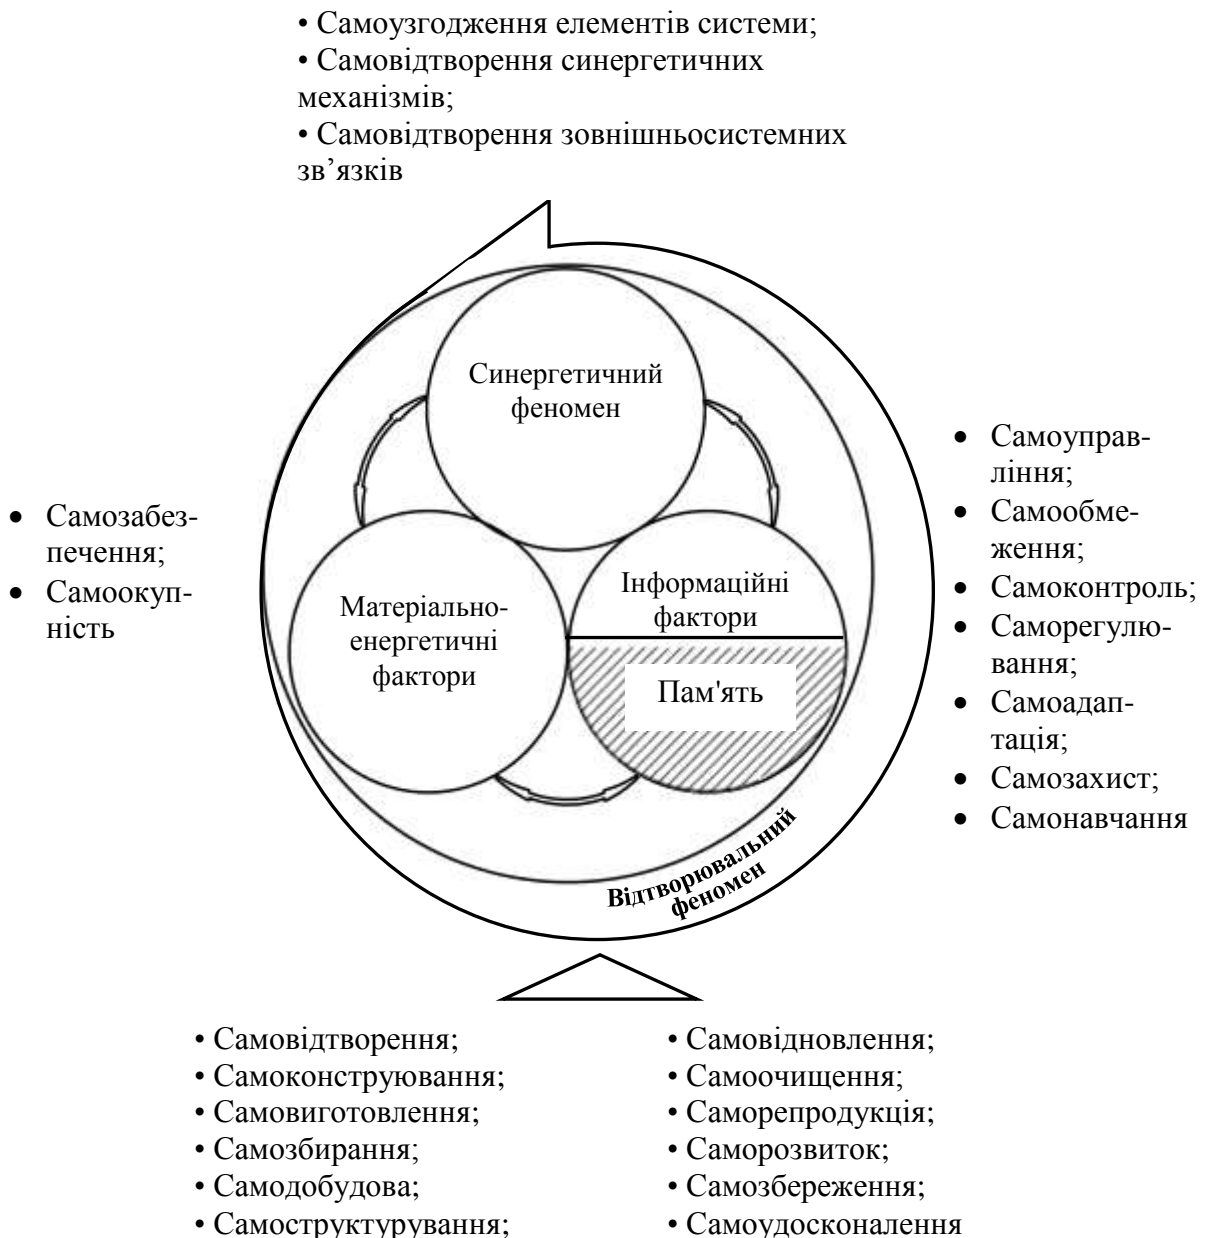 • Самоузгодження елементів системи;
• Самовідтворення синергетичних
механізмів;
• Самовідтворення зовнішньосистемних
зв’язків
Синергетичний
феномен
• Самозабез-
печення;
• Самоокуп-
ність
Матеріально-
енергетичні
фактори
Інформаційні
фактори
Пам'ять
• Самоуправ-
ління;
• Самообме-
ження;
• Самоконтроль;
• Саморегулю-
вання;
• Самоадап-
тація;
• Самозахист;
• Самонавчання
Відтворювальний
феномен
• Самовідтворення;
• Самоконструювання;
• Самовиготовлення;
• Самозбирання;
• Самодобудова;
• Самоструктурування;
• Самовідновлення;
• Самоочищення;
• Саморепродукція;
• Саморозвиток;
• Самозбереження;
• Самоудосконалення